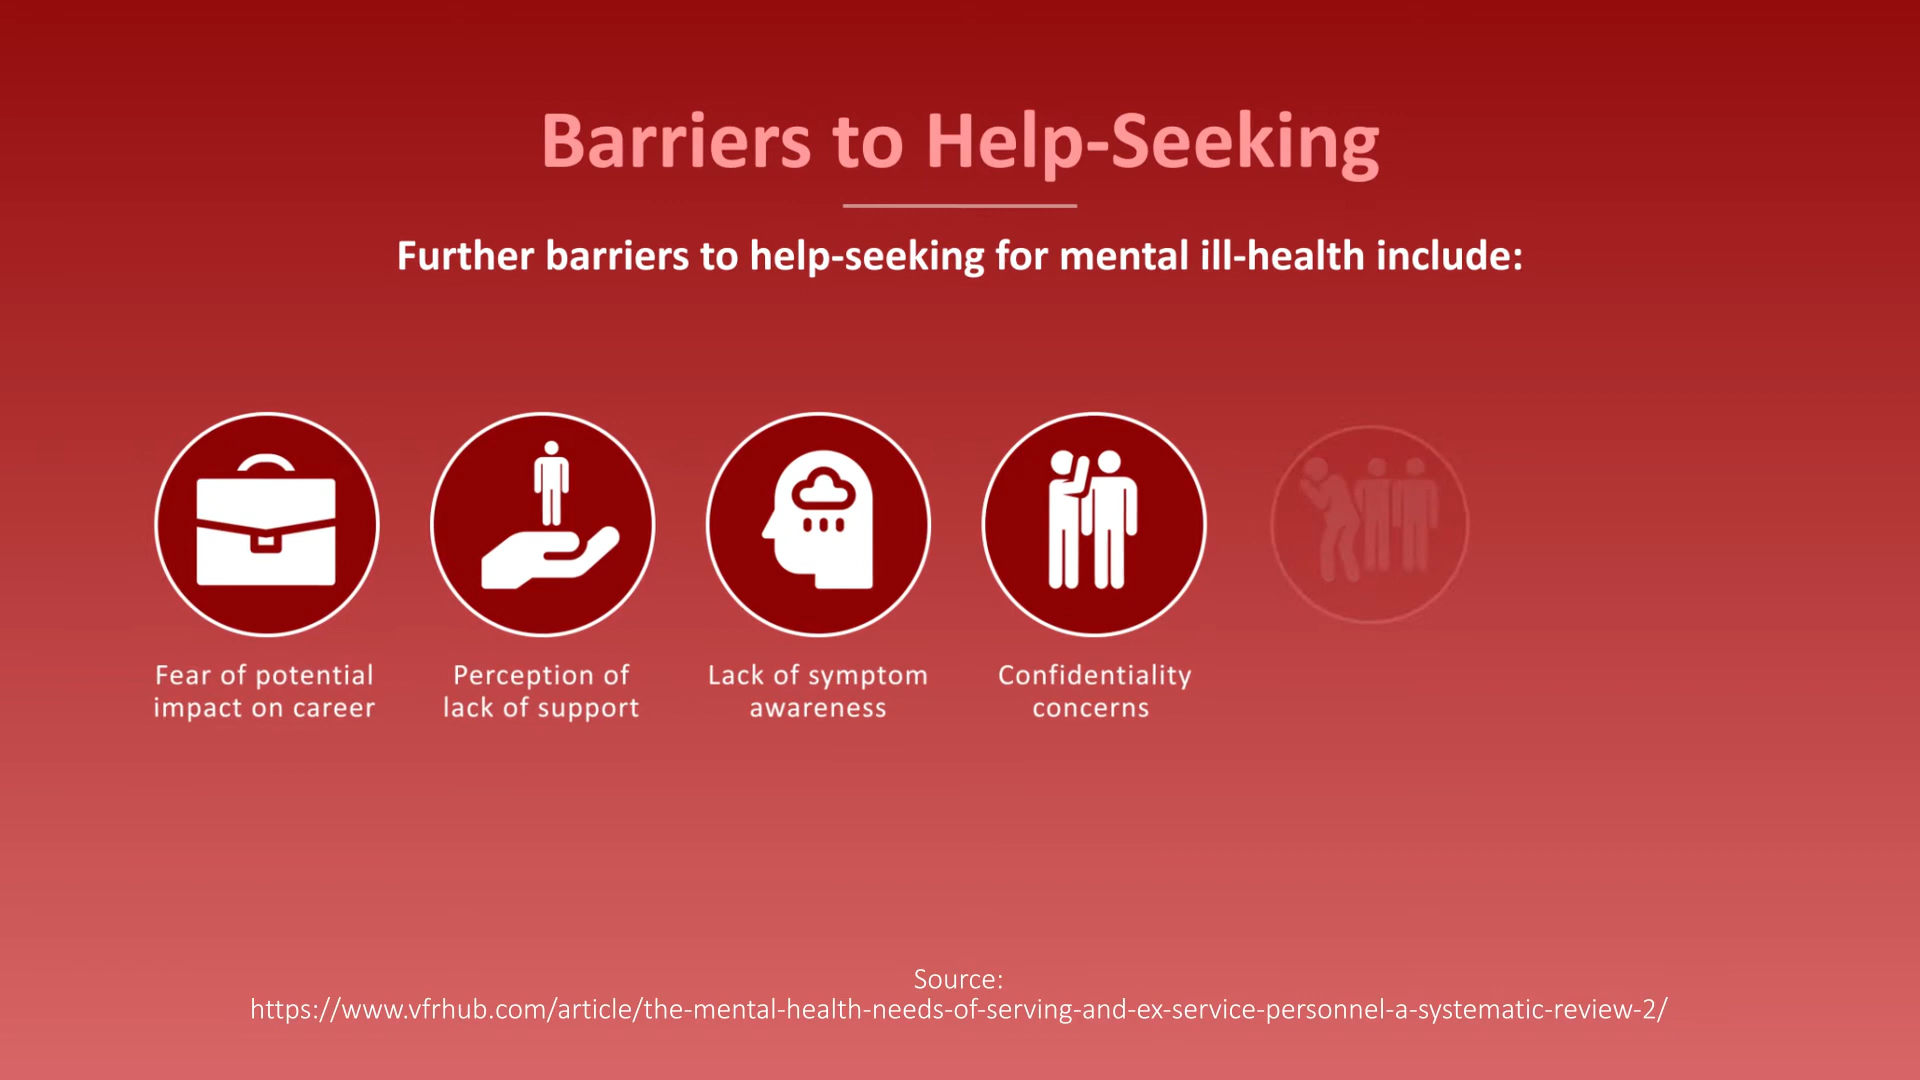 Barriers to Help-Seeking
Further barriers to help-seeking for mental ill-health include:
Fear of potential
impact on career
Perception of
lack of support
Lack of symptom
awareness
Confidentiality
concerns
Source:
https://www.vfrhub.com/article/the-mental-health-needs-of-serving-and-ex-service-personnel-a-systematic-review-2/